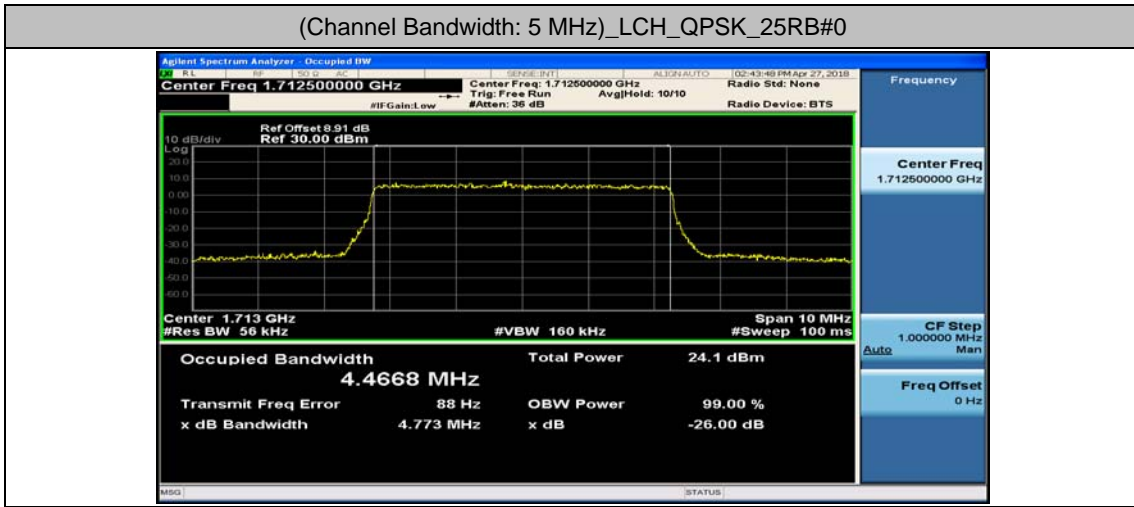 (Channel Bandwidth: 5 MHz)_LCH_QPSK_25RB#0
Agilent Spectrum Analyzer - Occupied BW
LXI RL RF 50 Ω AC SENSE:INT ALIGN AUTO 02:43:48 PM Apr 27, 2018
Center Freq 1.712500000 GHz
Center Freq: 1.712500000 GHz
Radio Std: None
Trig: Free Run Avg|Hold: 10/10
#IFGain:Low #Atten: 36 dB Radio Device: BTS
Ref Offset 8.91 dB
10 dB/div Ref 30.00 dBm
Log
20.0
10.0
0.00
-10.0
-20.0
-30.0
-40.0
-50.0
-60.0
Center 1.713 GHz Span 10 MHz
#Res BW 56 kHz #VBW 160 kHz #Sweep 100 ms
Occupied Bandwidth Total Power 24.1 dBm
4.4668 MHz
Transmit Freq Error 88 Hz OBW Power 99.00 %
x dB Bandwidth 4.773 MHz x dB -26.00 dB
MSG STATUS
Frequency
Center Freq
1.712500000 GHz
CF Step
1.000000 MHz
Auto Man
Freq Offset
0 Hz